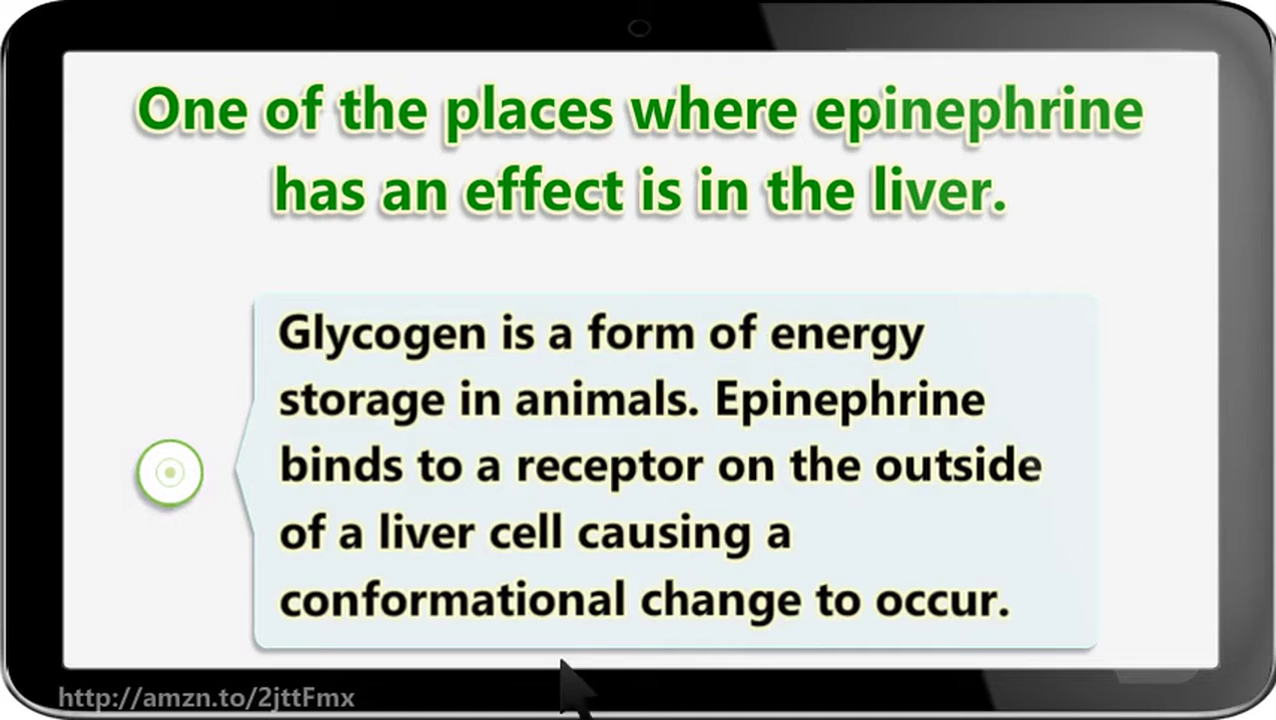 One of the places where epinephrine
has an effect is in the liver.
Glycogen is a form of energy
storage in animals. Epinephrine
binds to a receptor on the outside
of a liver cell causing a
conformational change to occur.
http://amzn.to/2jttFmx